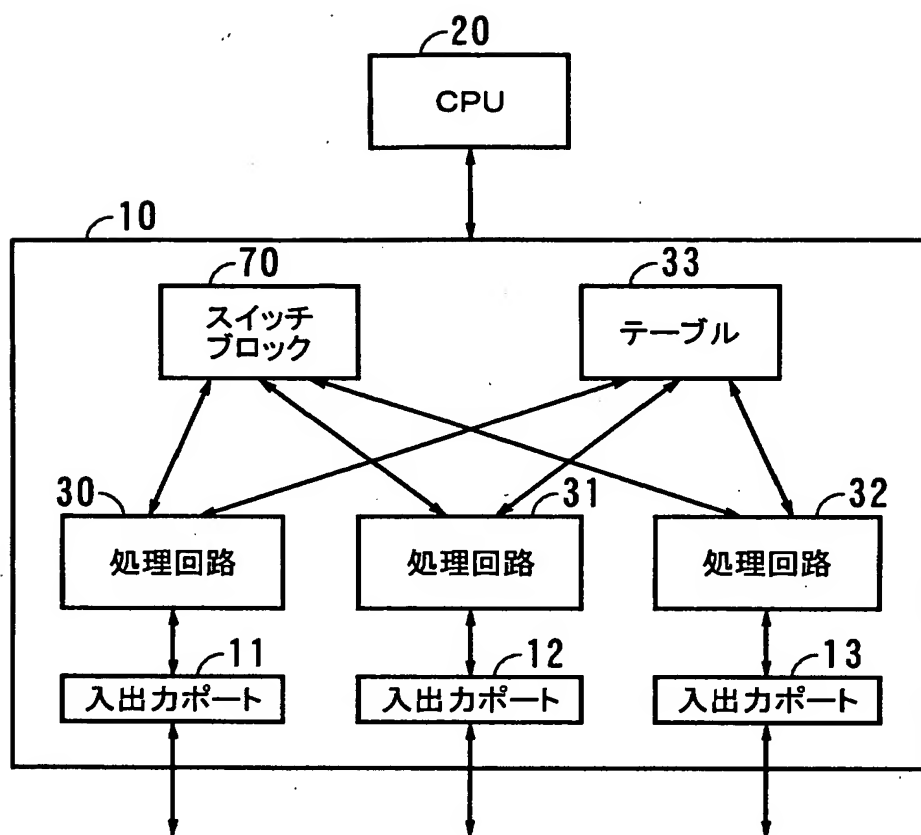 20
CPU
10
70
33
スイッチ
ブロック
テーブル
30
31
32
処理回路
処理回路
処理回路
11
12
13
入出力ポート
入出力ポート
入出力ポート